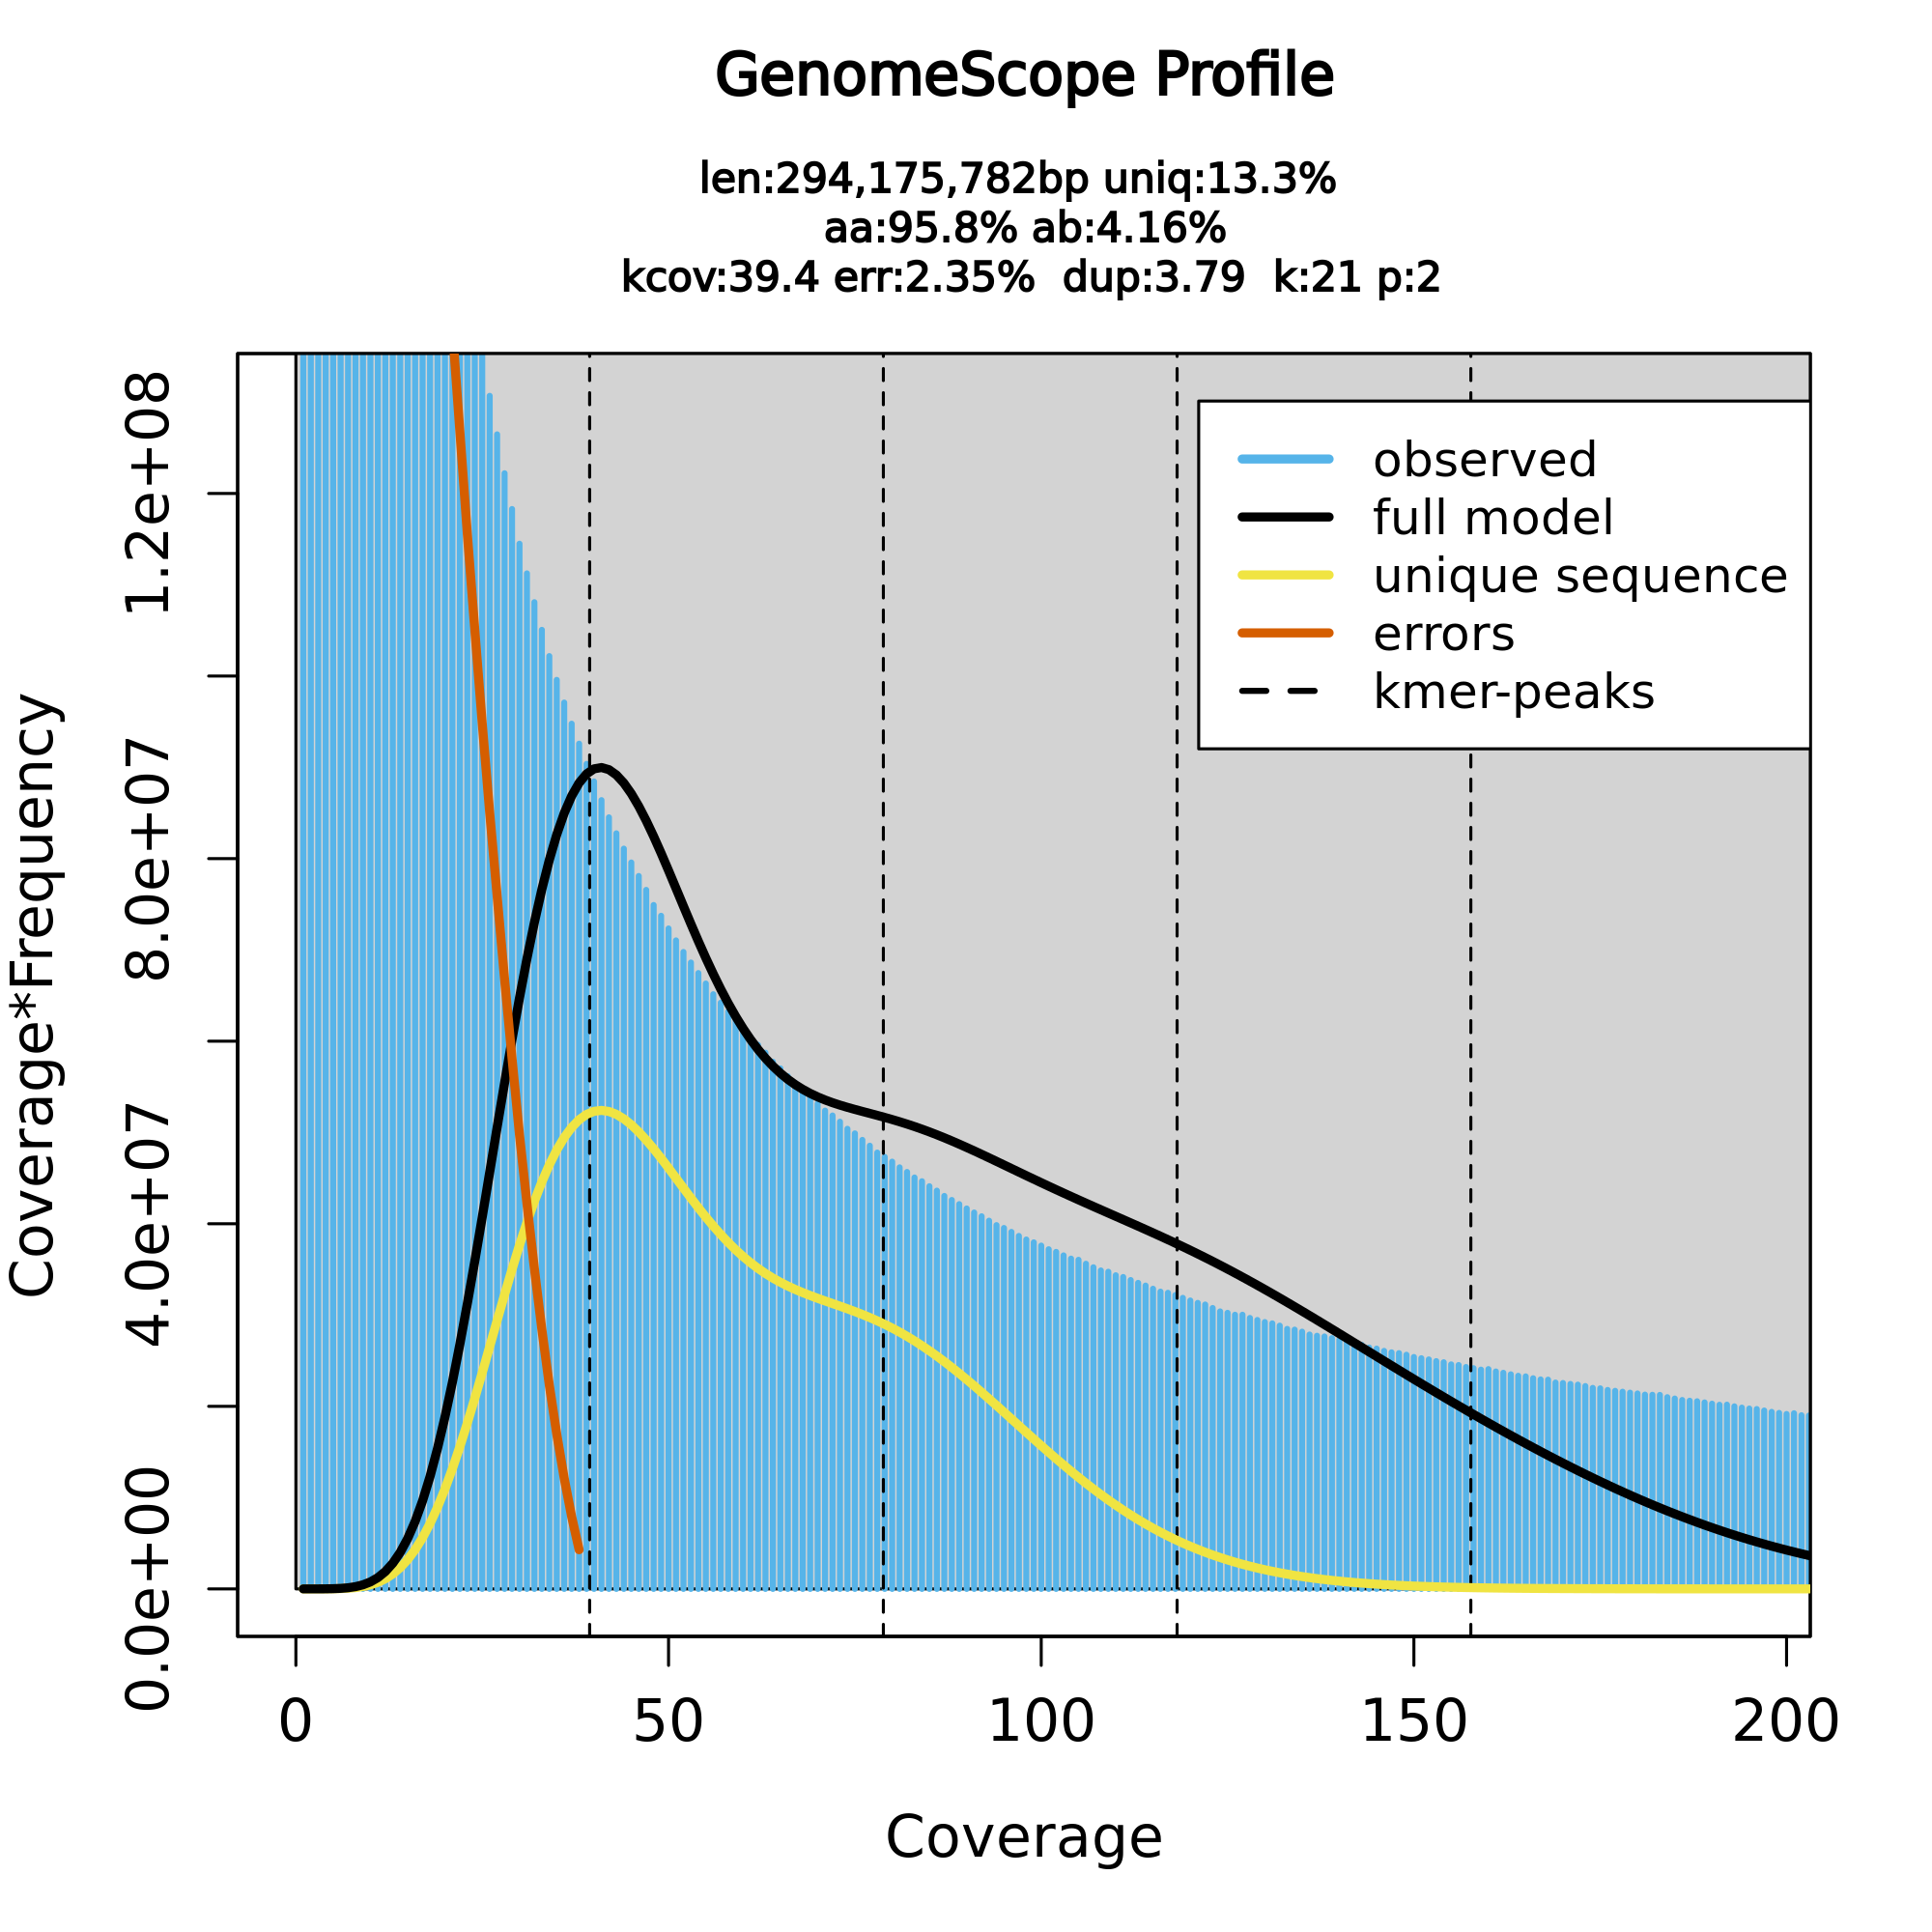 GenomeScope Profile
len:294,175,782bp uniq:13.3%
aa:95.8% ab:4.16%
kcov:39.4 err:2.35%  dup:3.79  k:21 p:2
observed
full model
unique sequence
errors
kmer-peaks
Coverage*Frequency
1.2e+08
8.0e+07
4.0e+07
0.0e+00
0 50 100 150 200
Coverage